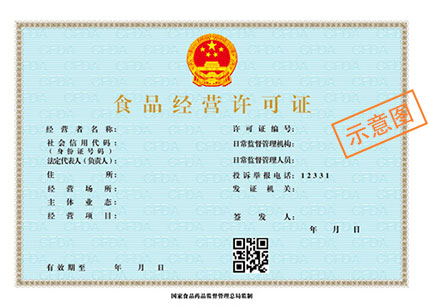 食品经营许可证
示意图
经营者名称：
社会信用代码：
（身份证号码）
法定代表人（负责人）：
住所：
经营场所：
主体业态：
经营项目：
许可证编号：
日常监督管理机构：
日常监督管理人员：
投诉举报电话：12331
发证机关：
签发人：
年 月 日
有效期至 年 月 日
国家食品药品监督管理总局监制